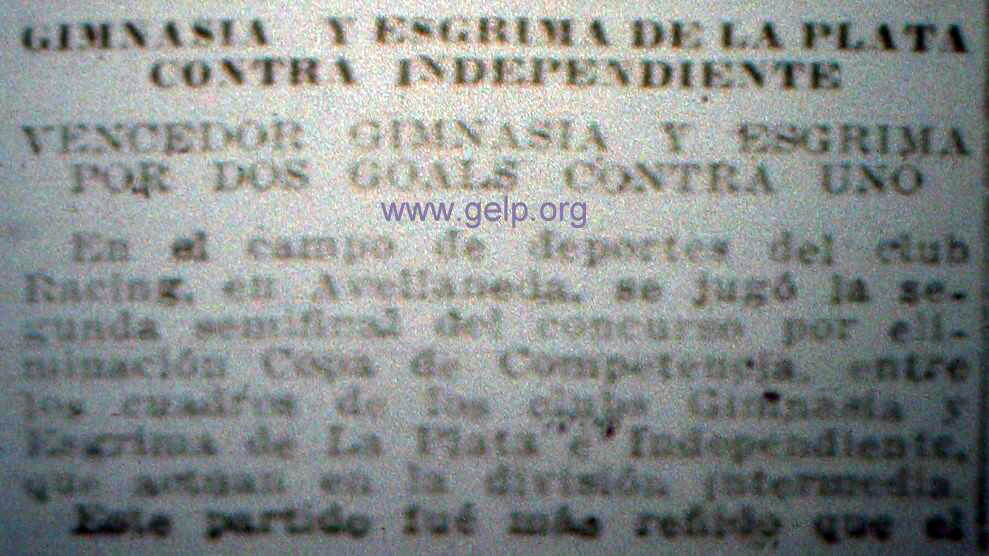 GIMNASIA Y ESGRIMA DE LA PLATA
CONTRA INDEPENDIENTE
VENCEDOR GIMNASIA Y ESGRIMA
POR DOS GOALS CONTRA UNO
www.gelp.org
En el campo de deportes del club
Racing, en Avellaneda, se jugó la se-
gunda semifinal del concurso por eli-
minación Copa de Competencia, entre
los cuadros de los clubs Gimnasia y
Esgrima de La Plata é Independiente,
que actuan en la división intermedia.
Este partido fué más reñido que el